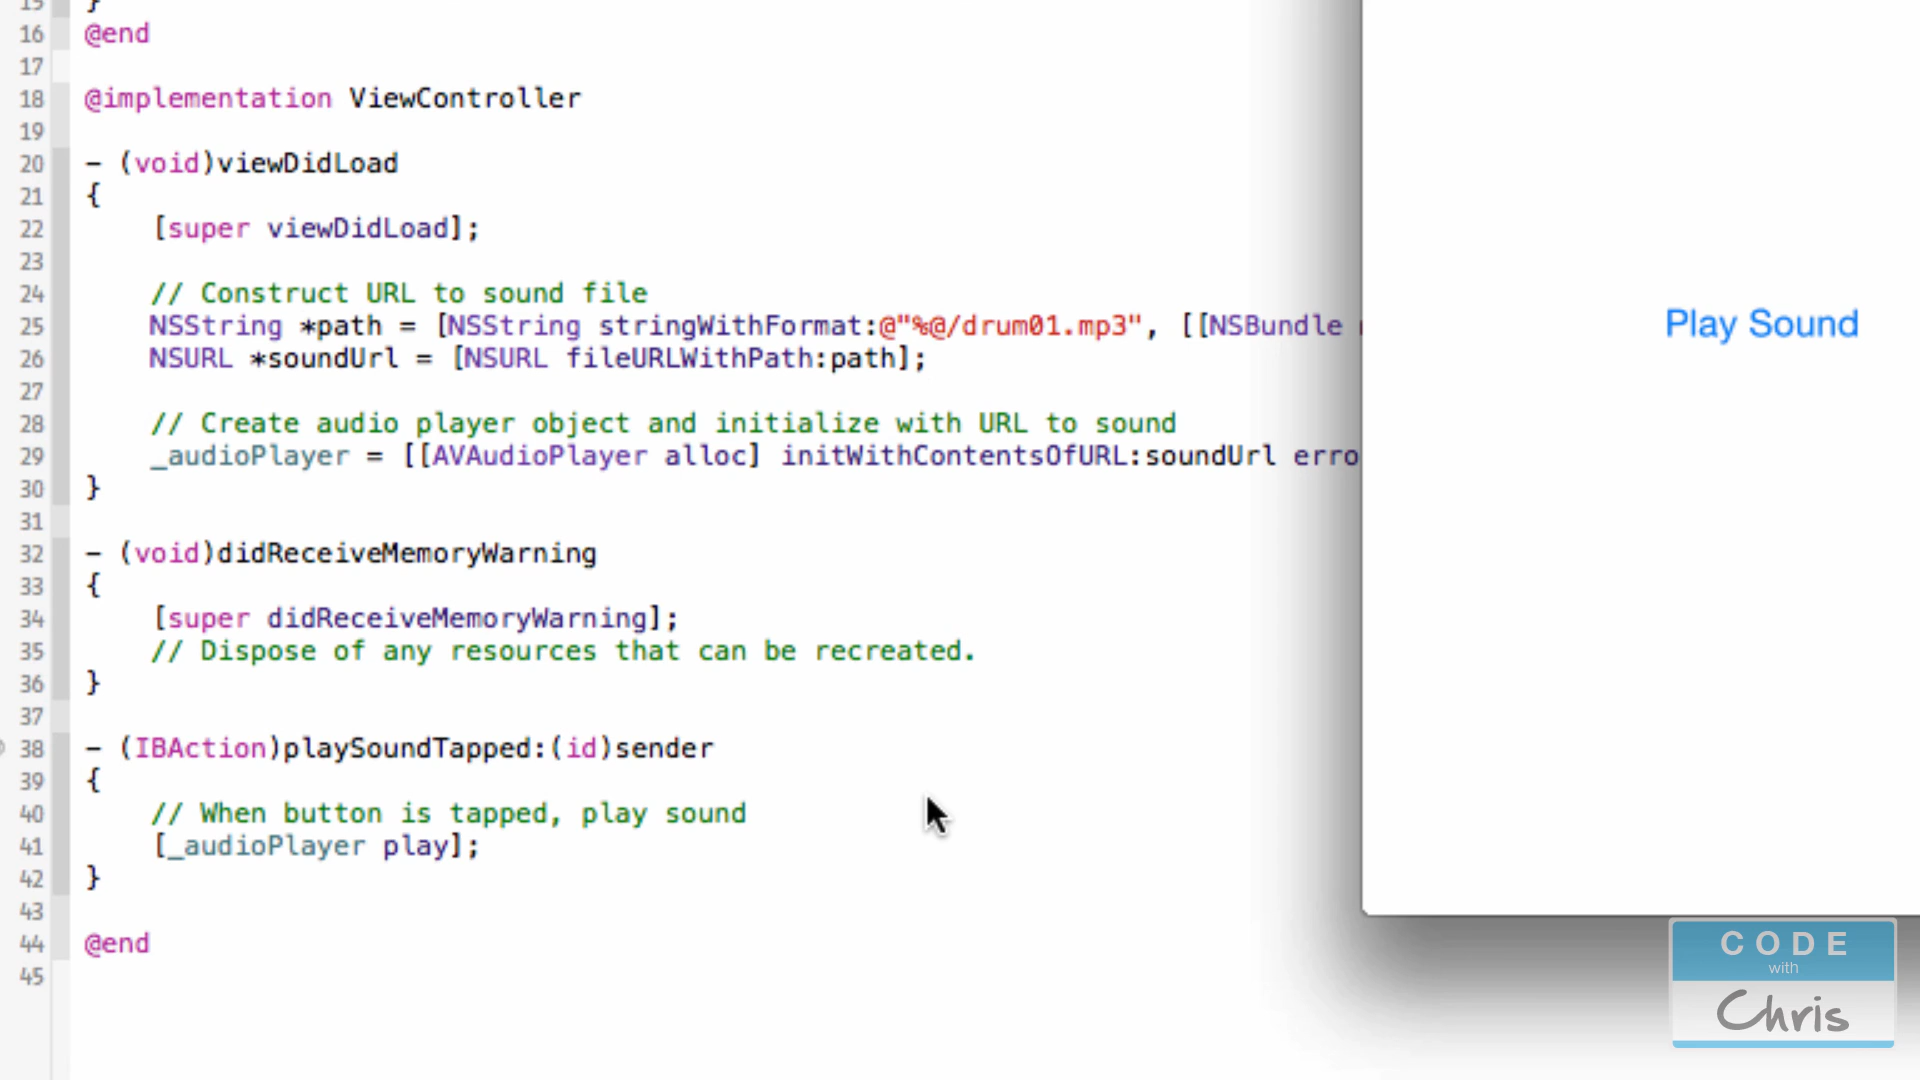 15 }
16 @end
17
18 @implementation ViewController
19
20 - (void)viewDidLoad
21 {
22     [super viewDidLoad];
23
24     // Construct URL to sound file
25     NSString *path = [NSString stringWithFormat:@"%@/drum01.mp3", [[NSBundle
26     NSURL *soundUrl = [NSURL fileURLWithPath:path];
27
28     // Create audio player object and initialize with URL to sound
29     _audioPlayer = [[AVAudioPlayer alloc] initWithContentsOfURL:soundUrl erro
30 }
31
32 - (void)didReceiveMemoryWarning
33 {
34     [super didReceiveMemoryWarning];
35     // Dispose of any resources that can be recreated.
36 }
37
38 - (IBAction)playSoundTapped:(id)sender
39 {
40     // When button is tapped, play sound
41     [_audioPlayer play];
42 }
43
44 @end
45
Play Sound
CODE
with
Chris